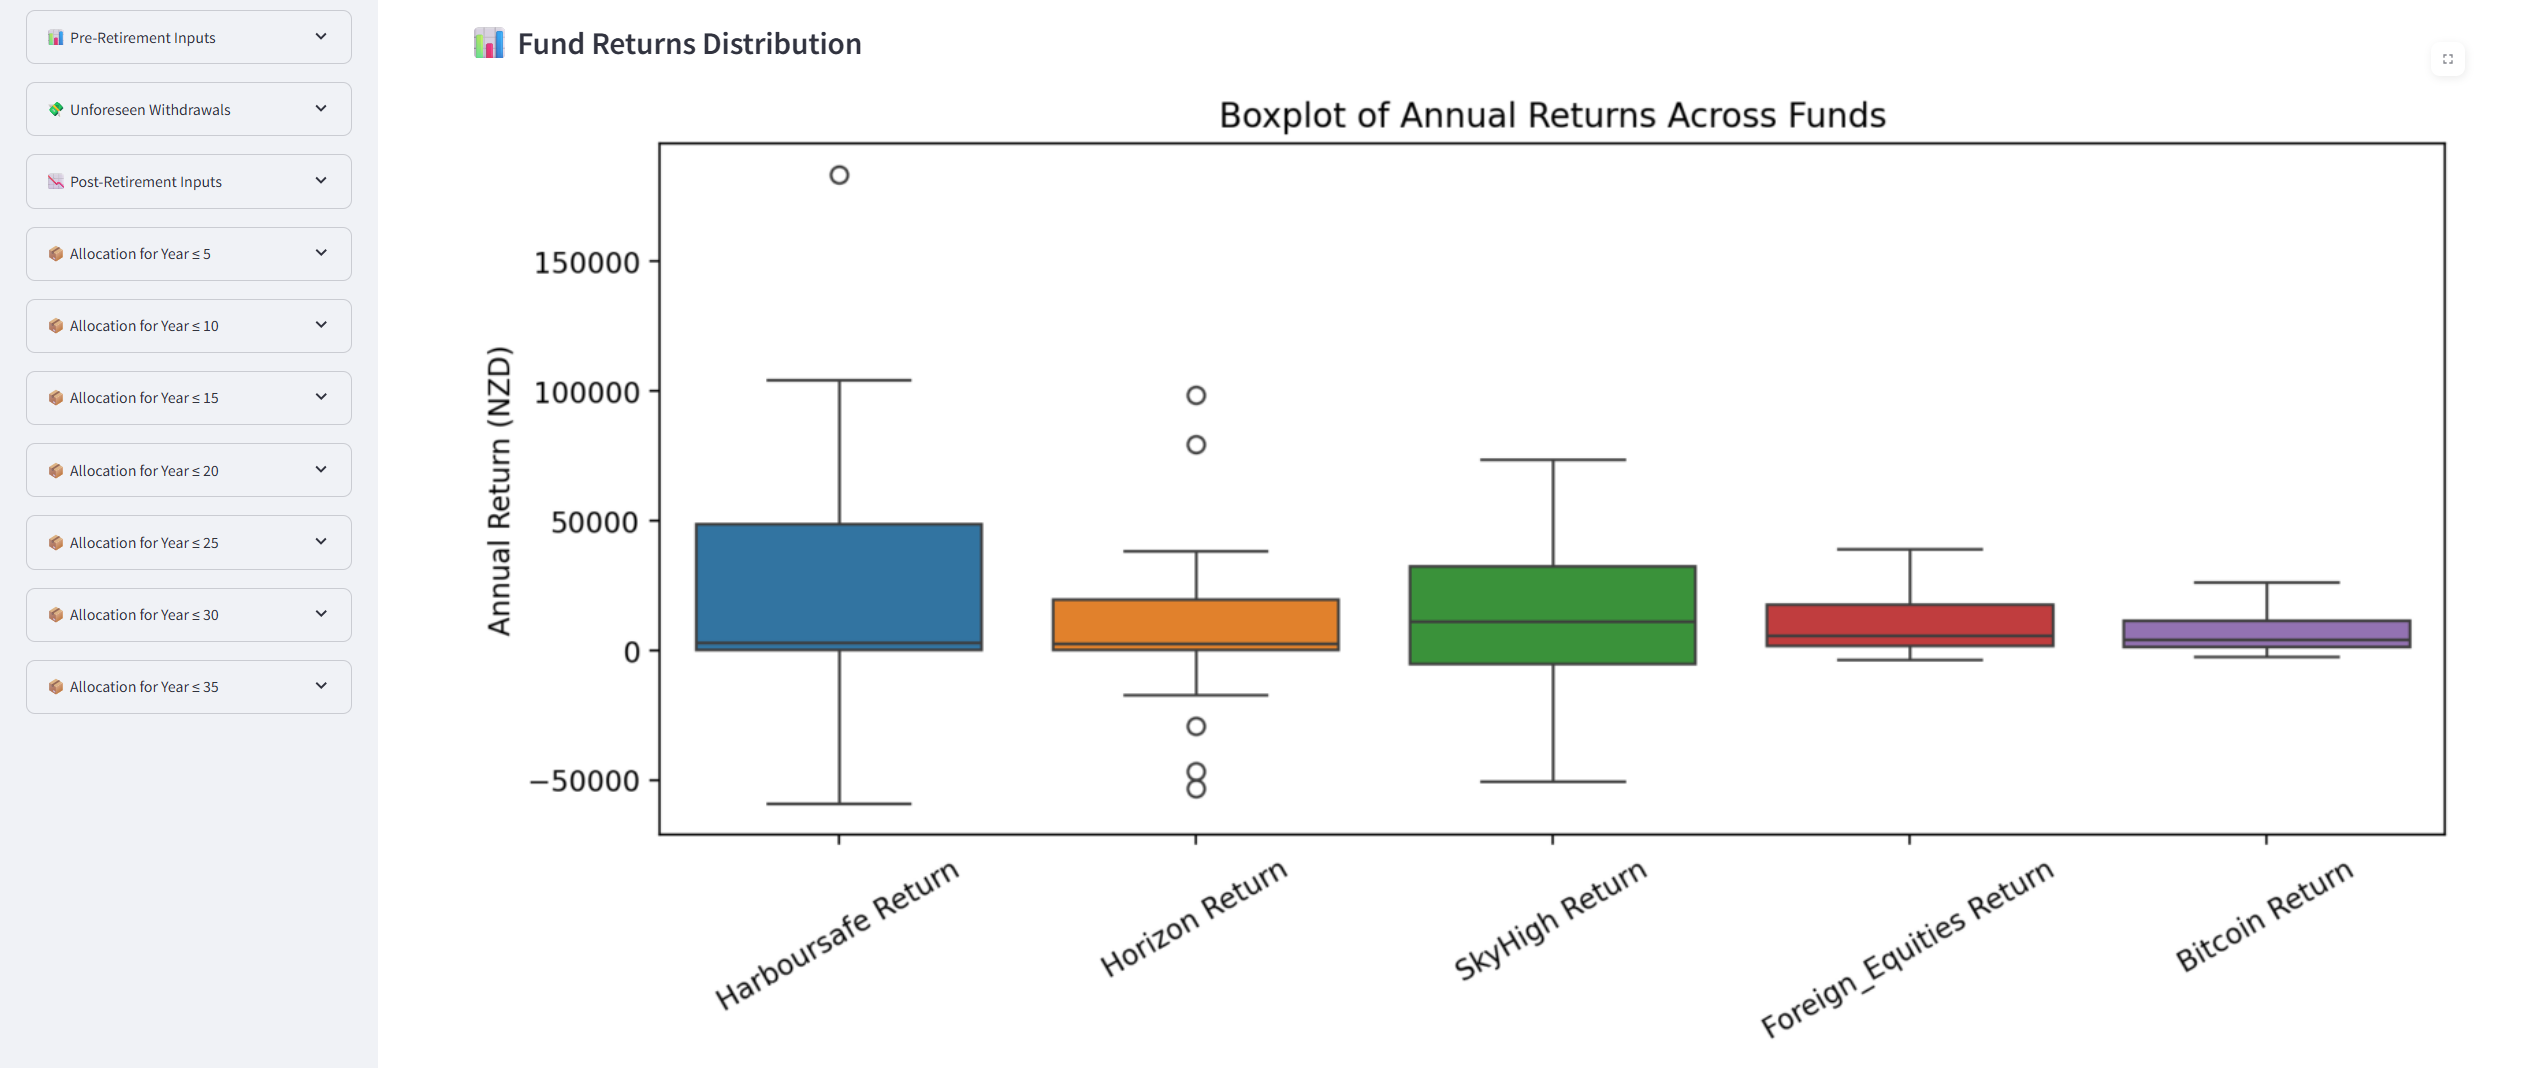 Pre-Retirement Inputs
Unforeseen Withdrawals
Post-Retirement Inputs
Allocation for Year ≤ 5
Allocation for Year ≤ 10
Allocation for Year ≤ 15
Allocation for Year ≤ 20
Allocation for Year ≤ 25
Allocation for Year ≤ 30
Allocation for Year ≤ 35
Fund Returns Distribution
Boxplot of Annual Returns Across Funds
Annual Return (NZD)
150000
100000
50000
0
−50000
Harboursafe Return
Horizon Return
SkyHigh Return
Foreign_Equities Return
Bitcoin Return